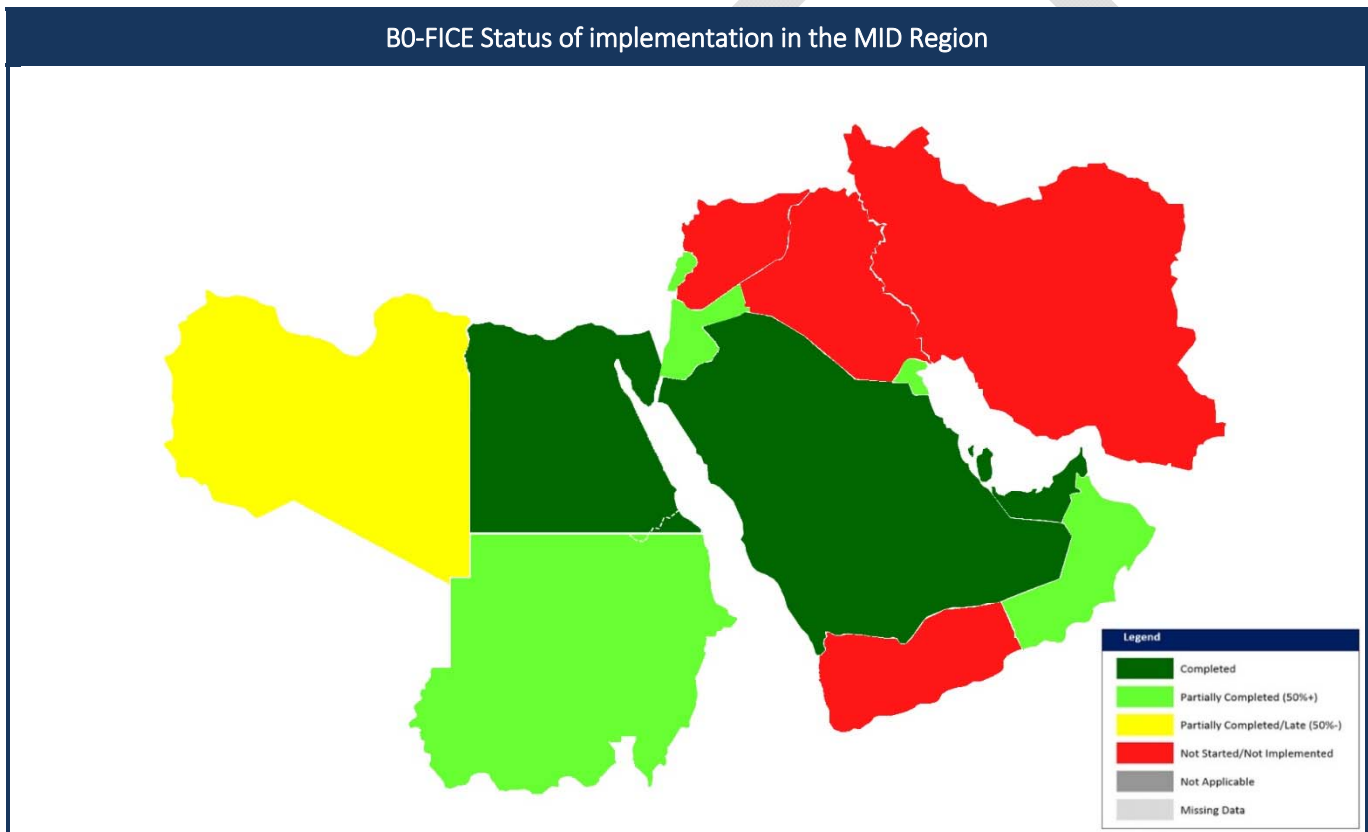 B0-FICE Status of implementation in the MID Region
Legend
Completed
Partially Completed (50%+)
Partially Completed/Late (50%-)
Not Started/Not Implemented
Not Applicable
Missing Data